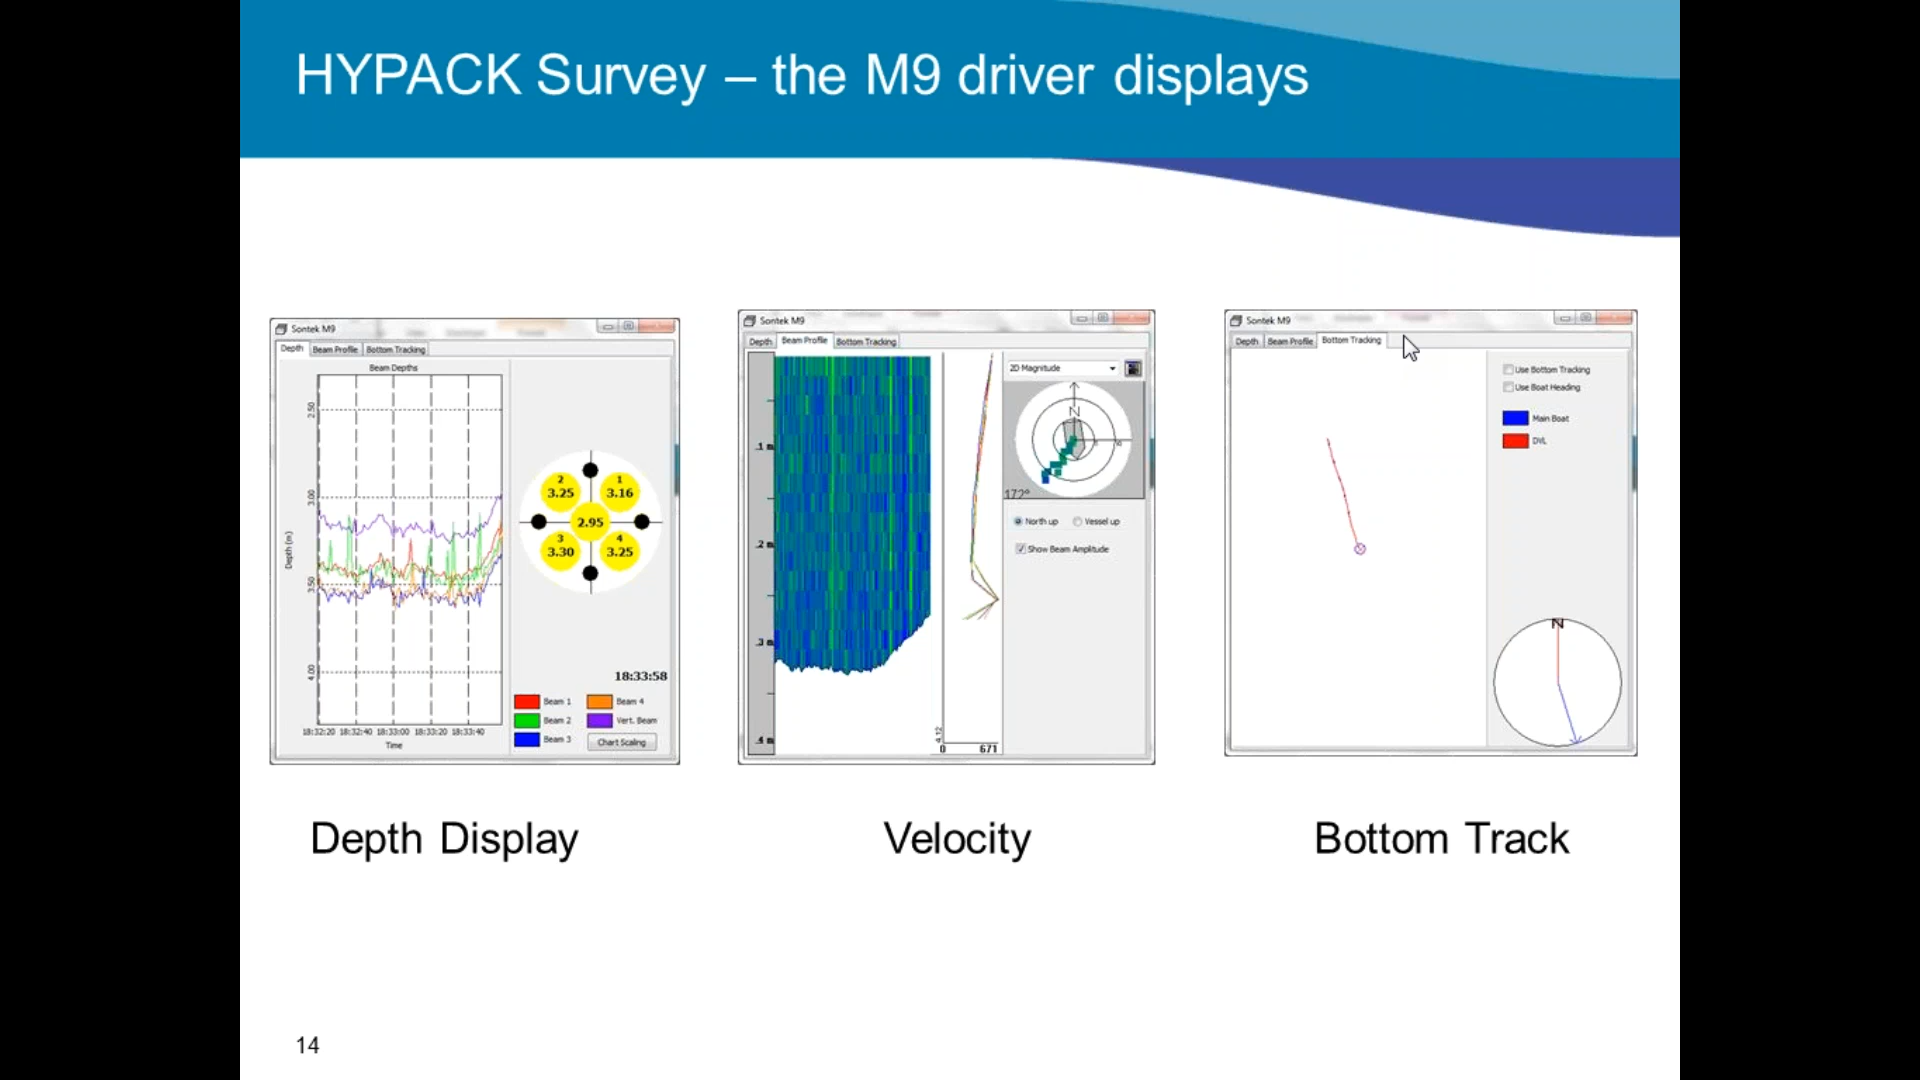 HYPACK Survey – the M9 driver displays
Sontek M9
Depth Beam Profile Bottom Tracking
Beam Depths
2.50
3.00
3.50
4.00
Depth (m)
18:32:20 18:32:40 18:33:00 18:33:20 18:33:40
Time
2 3.25
1 3.16
2.95
3 3.30
4 3.25
18:33:58
Beam 1
Beam 4
Beam 2
Vert. Beam
Beam 3
Chart Scaling
Sontek M9
Depth Beam Profile Bottom Tracking
2D Magnitude
N
172°
North up Vessel up
Show Beam Amplitude
.1 m
.2 m
.3 m
.4 m
4.12
0 671
Sontek M9
Depth Beam Profile Bottom Tracking
Use Bottom Tracking
Use Boat Heading
Main Boat
DVL
N
Depth Display
Velocity
Bottom Track
14